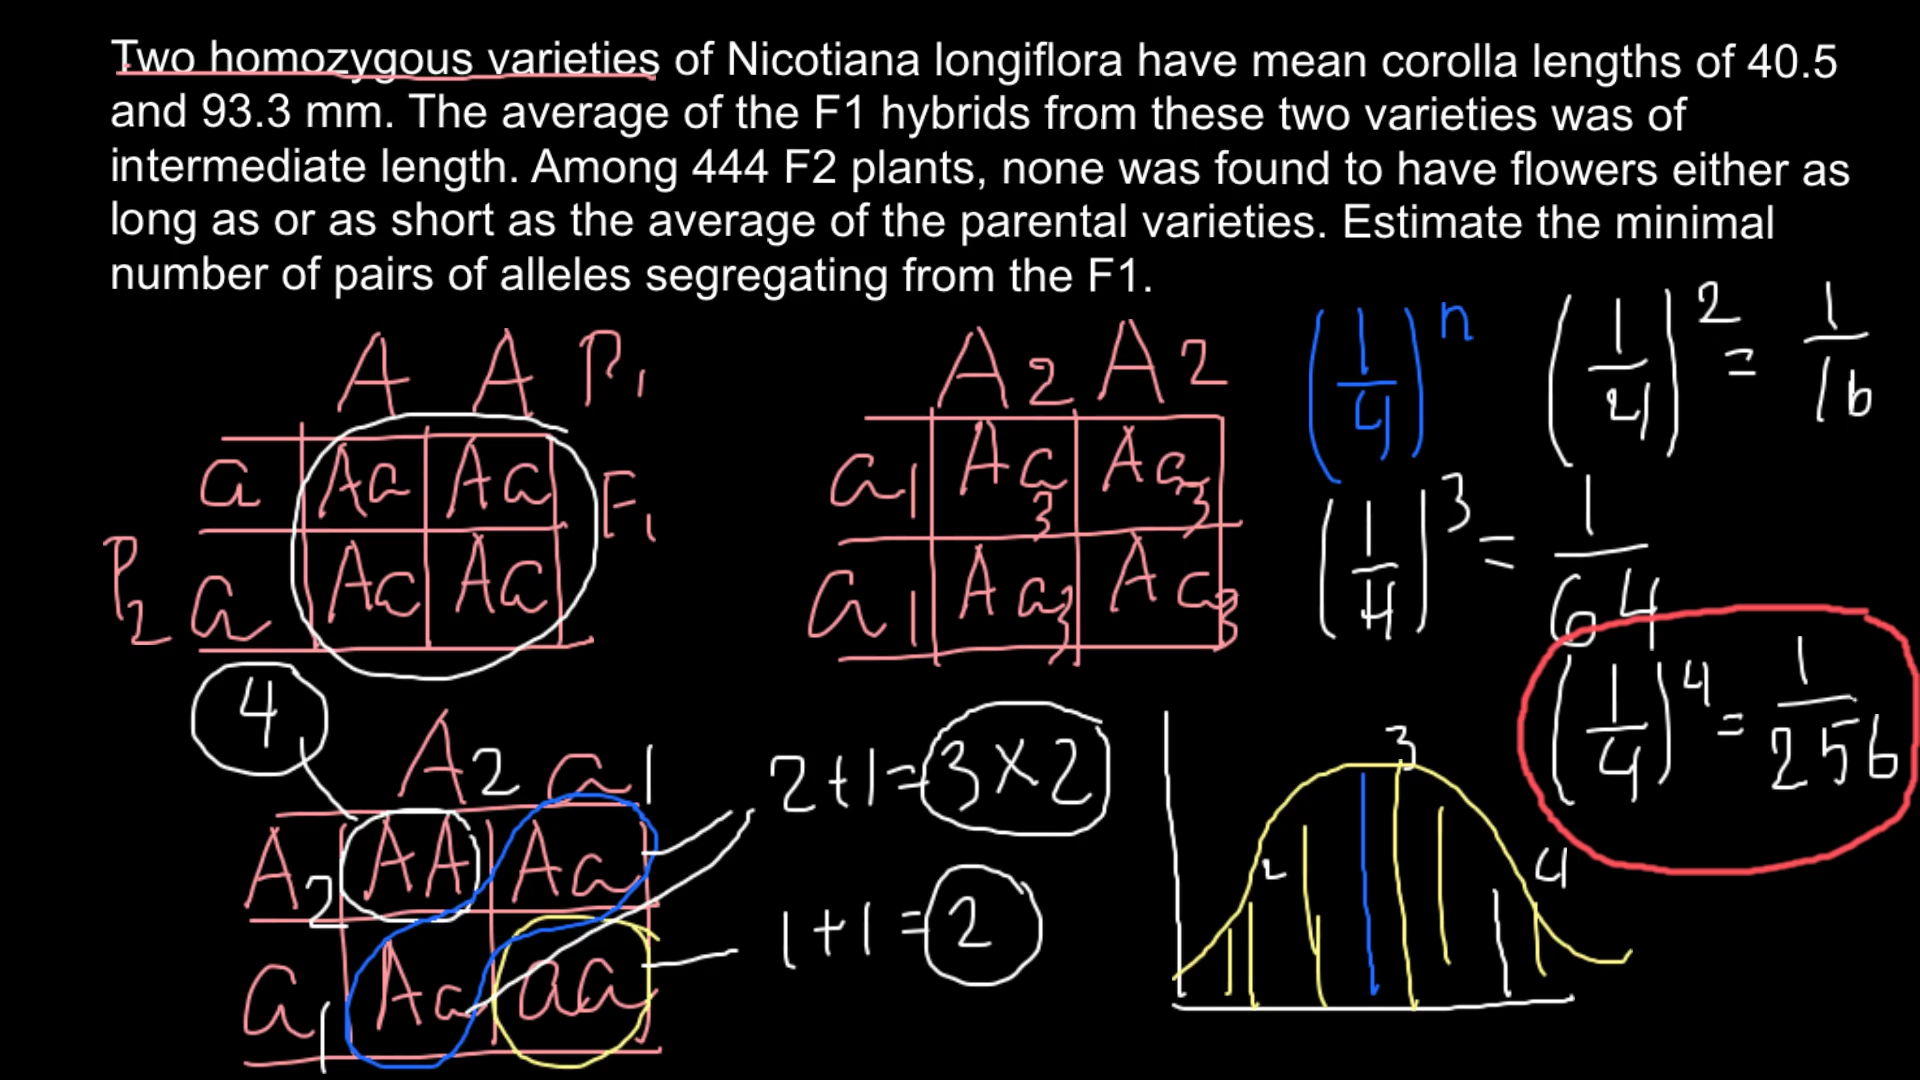 Two homozygous varieties of Nicotiana longiflora have mean corolla lengths of 40.5
and 93.3 mm. The average of the F1 hybrids from these two varieties was of
intermediate length. Among 444 F2 plants, none was found to have flowers either as
long as or as short as the average of the parental varieties. Estimate the minimal
number of pairs of alleles segregating from the F1.
A A P1
a Aa Aa F1
P2 a Aa Aa
A2 A2
a1 Aa3 Aa3
a1 Aa3 Aa3
(1/4)^n (1/4)^2 = 1/16
(1/4)^3 = 1/64
(1/4)^4 = 1/256
4
A2 a1
A2 AA Aa
a1 Aa aa
2+1=3×2
1+1=2
3
2
4